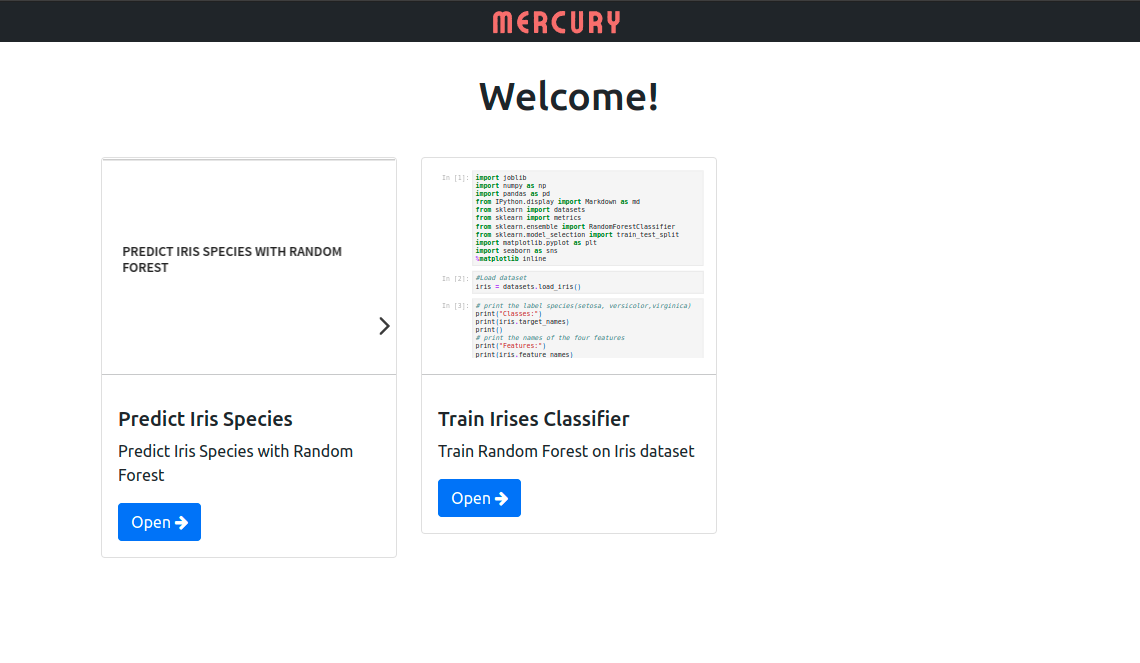 MERCURY
Welcome!
PREDICT IRIS SPECIES WITH RANDOM
FOREST
Predict Iris Species
Predict Iris Species with Random
Forest
Open
In [1]:
import joblib
import numpy as np
import pandas as pd
from IPython.display import Markdown as md
from sklearn import datasets
from sklearn import metrics
from sklearn.ensemble import RandomForestClassifier
from sklearn.model_selection import train_test_split
import matplotlib.pyplot as plt
import seaborn as sns
%matplotlib inline
In [2]:
#Load dataset
iris = datasets.load_iris()
In [3]:
# print the label species(setosa, versicolor,virginica)
print("Classes:")
print(iris.target_names)
print()
# print the names of the four features
print("Features:")
print(iris.feature_names)
Train Irises Classifier
Train Random Forest on Iris dataset
Open